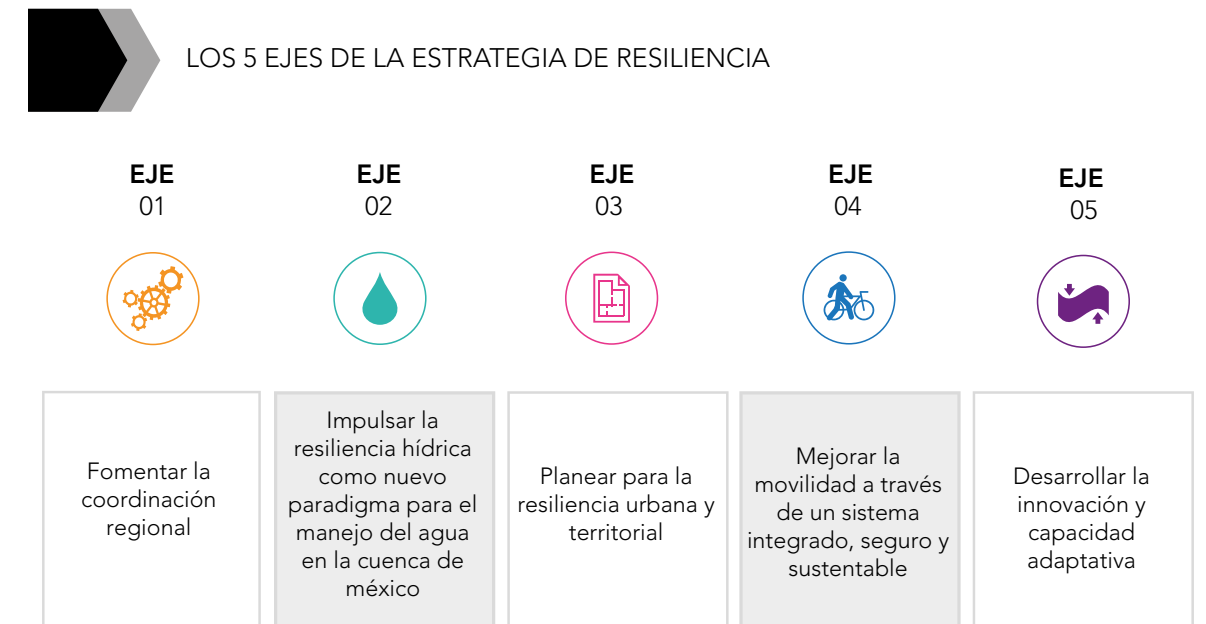 LOS 5 EJES DE LA ESTRATEGIA DE RESILIENCIA
EJE
01
Fomentar la
coordinación
regional
EJE
02
Impulsar la
resiliencia hídrica
como nuevo
paradigma para el
manejo del agua
en la cuenca de
méxico
EJE
03
Planear para la
resiliencia urbana y
territorial
EJE
04
Mejorar la
movilidad a través
de un sistema
integrado, seguro y
sustentable
EJE
05
Desarrollar la
innovación y
capacidad
adaptativa